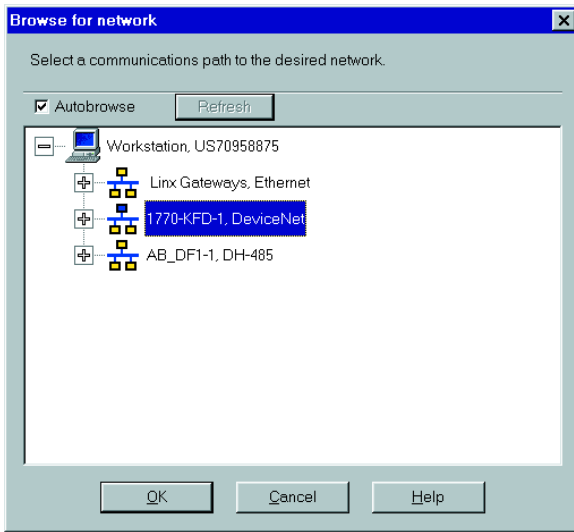 Browse for network
Select a communications path to the desired network.
Autobrowse
Refresh
Workstation, US70958875
Linx Gateways, Ethernet
1770-KFD-1, DeviceNet
AB_DF1-1, DH-485
OK
Cancel
Help